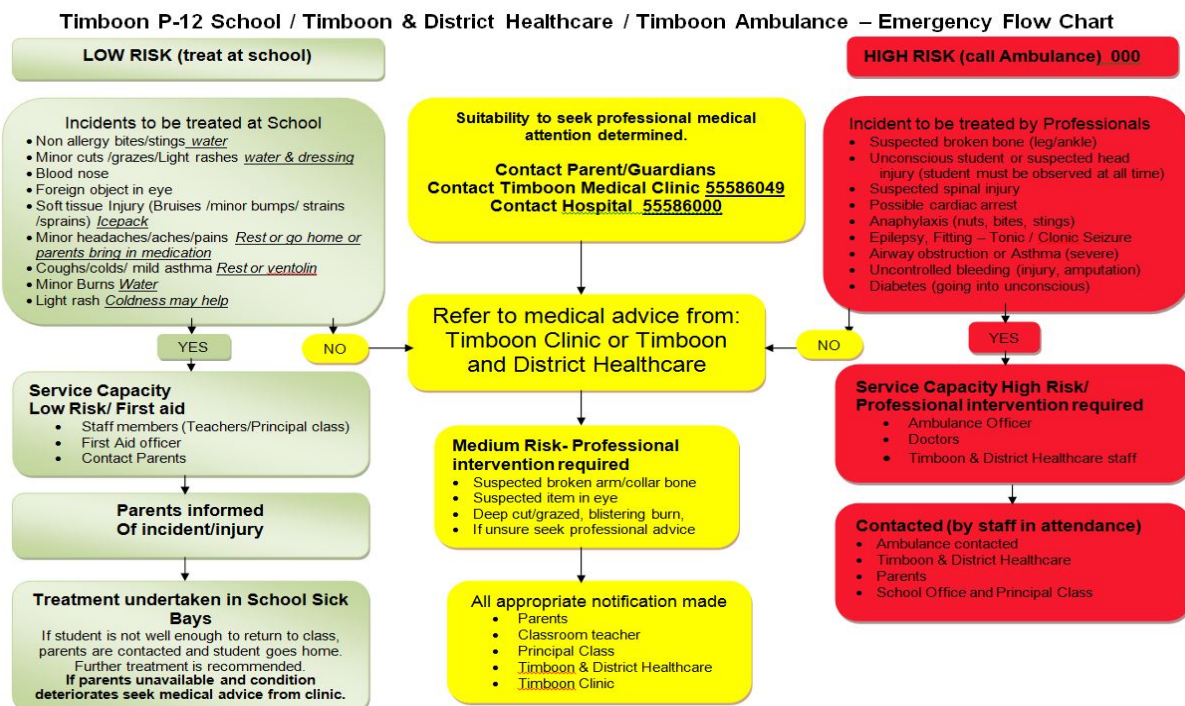 Timboon P-12 School / Timboon & District Healthcare / Timboon Ambulance – Emergency Flow Chart
LOW RISK (treat at school)
Incidents to be treated at School
• Non allergy bites/stings water
• Minor cuts /grazes/Light rashes water & dressing
• Blood nose
• Foreign object in eye
• Soft tissue Injury (Bruises /minor bumps/ strains
/sprains) Icepack
• Minor headaches/aches/pains Rest or go home or
parents bring in medication
• Coughs/colds/ mild asthma Rest or ventolin
• Minor Burns Water
• Light rash Coldness may help
YES
NO
Service Capacity
Low Risk/ First aid
• Staff members (Teachers/Principal class)
• First Aid officer
• Contact Parents
Parents informed
Of incident/injury
Treatment undertaken in School Sick
Bays
If student is not well enough to return to class,
parents are contacted and student goes home.
Further treatment is recommended.
If parents unavailable and condition
deteriorates seek medical advice from clinic.
Suitability to seek professional medical
attention determined.
Contact Parent/Guardians
Contact Timboon Medical Clinic 55586049
Contact Hospital 55586000
Refer to medical advice from:
Timboon Clinic or Timboon
and District Healthcare
Medium Risk- Professional
intervention required
• Suspected broken arm/collar bone
• Suspected item in eye
• Deep cut/grazed, blistering burn,
• If unsure seek professional advice
All appropriate notification made
• Parents
• Classroom teacher
• Principal Class
• Timboon & District Healthcare
• Timboon Clinic
HIGH RISK (call Ambulance) 000
Incident to be treated by Professionals
• Suspected broken bone (leg/ankle)
• Unconscious student or suspected head
injury (student must be observed at all time)
• Suspected spinal injury
• Possible cardiac arrest
• Anaphylaxis (nuts, bites, stings)
• Epilepsy, Fitting – Tonic / Clonic Seizure
• Airway obstruction or Asthma (severe)
• Uncontrolled bleeding (injury, amputation)
• Diabetes (going into unconscious)
NO
YES
Service Capacity High Risk/
Professional intervention required
• Ambulance Officer
• Doctors
• Timboon & District Healthcare staff
Contacted (by staff in attendance)
• Ambulance contacted
• Timboon & District Healthcare
• Parents
• School Office and Principal Class